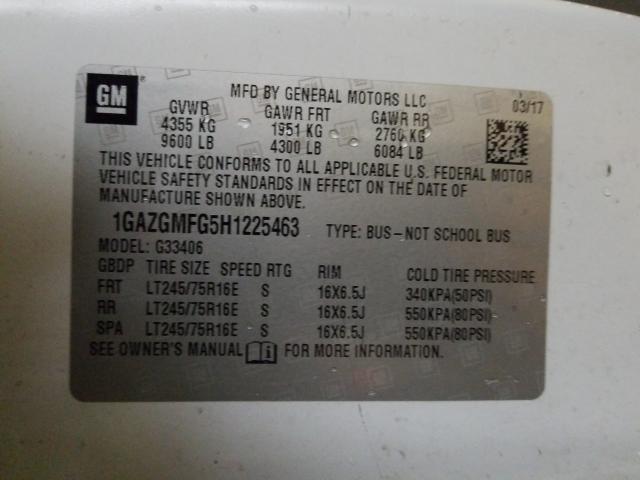 GM
MFD BY GENERAL MOTORS LLC
03/17
GVWR GAWR FRT GAWR RR
4355 KG 1951 KG 2760 KG
9600 LB 4300 LB 6084 LB
THIS VEHICLE CONFORMS TO ALL APPLICABLE U.S. FEDERAL MOTOR
VEHICLE SAFETY STANDARDS IN EFFECT ON THE DATE OF
MANUFACTURE SHOWN ABOVE.
1GAZGMFG5H1225463 TYPE: BUS-NOT SCHOOL BUS
MODEL: G33406
GBDP TIRE SIZE SPEED RTG RIM COLD TIRE PRESSURE
FRT LT245/75R16E S 16X6.5J 340KPA(50PSI)
RR LT245/75R16E S 16X6.5J 550KPA(80PSI)
SPA LT245/75R16E S 16X6.5J 550KPA(80PSI)
SEE OWNER'S MANUAL i FOR MORE INFORMATION.